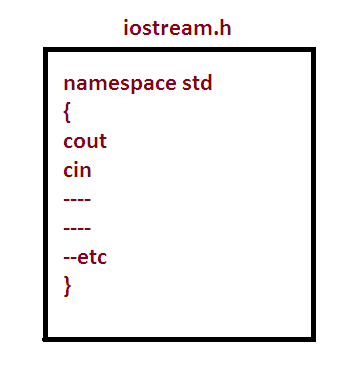 iostream.h
namespace std
{
cout
cin
----
----
--etc
}